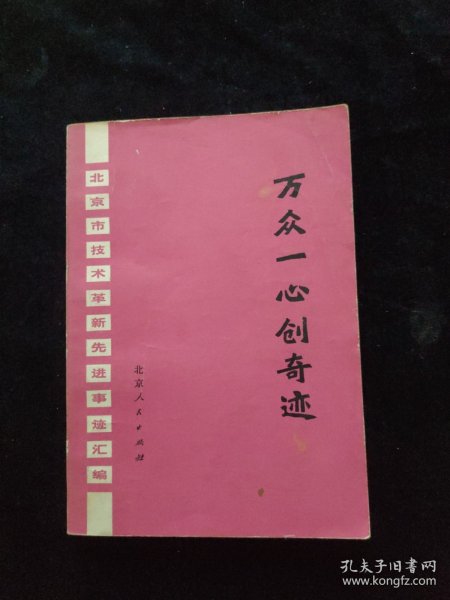 万众一心创奇迹
北京市技术革新先进事迹汇编
北京人民出版社
孔夫子旧书网
www.kongfz.com